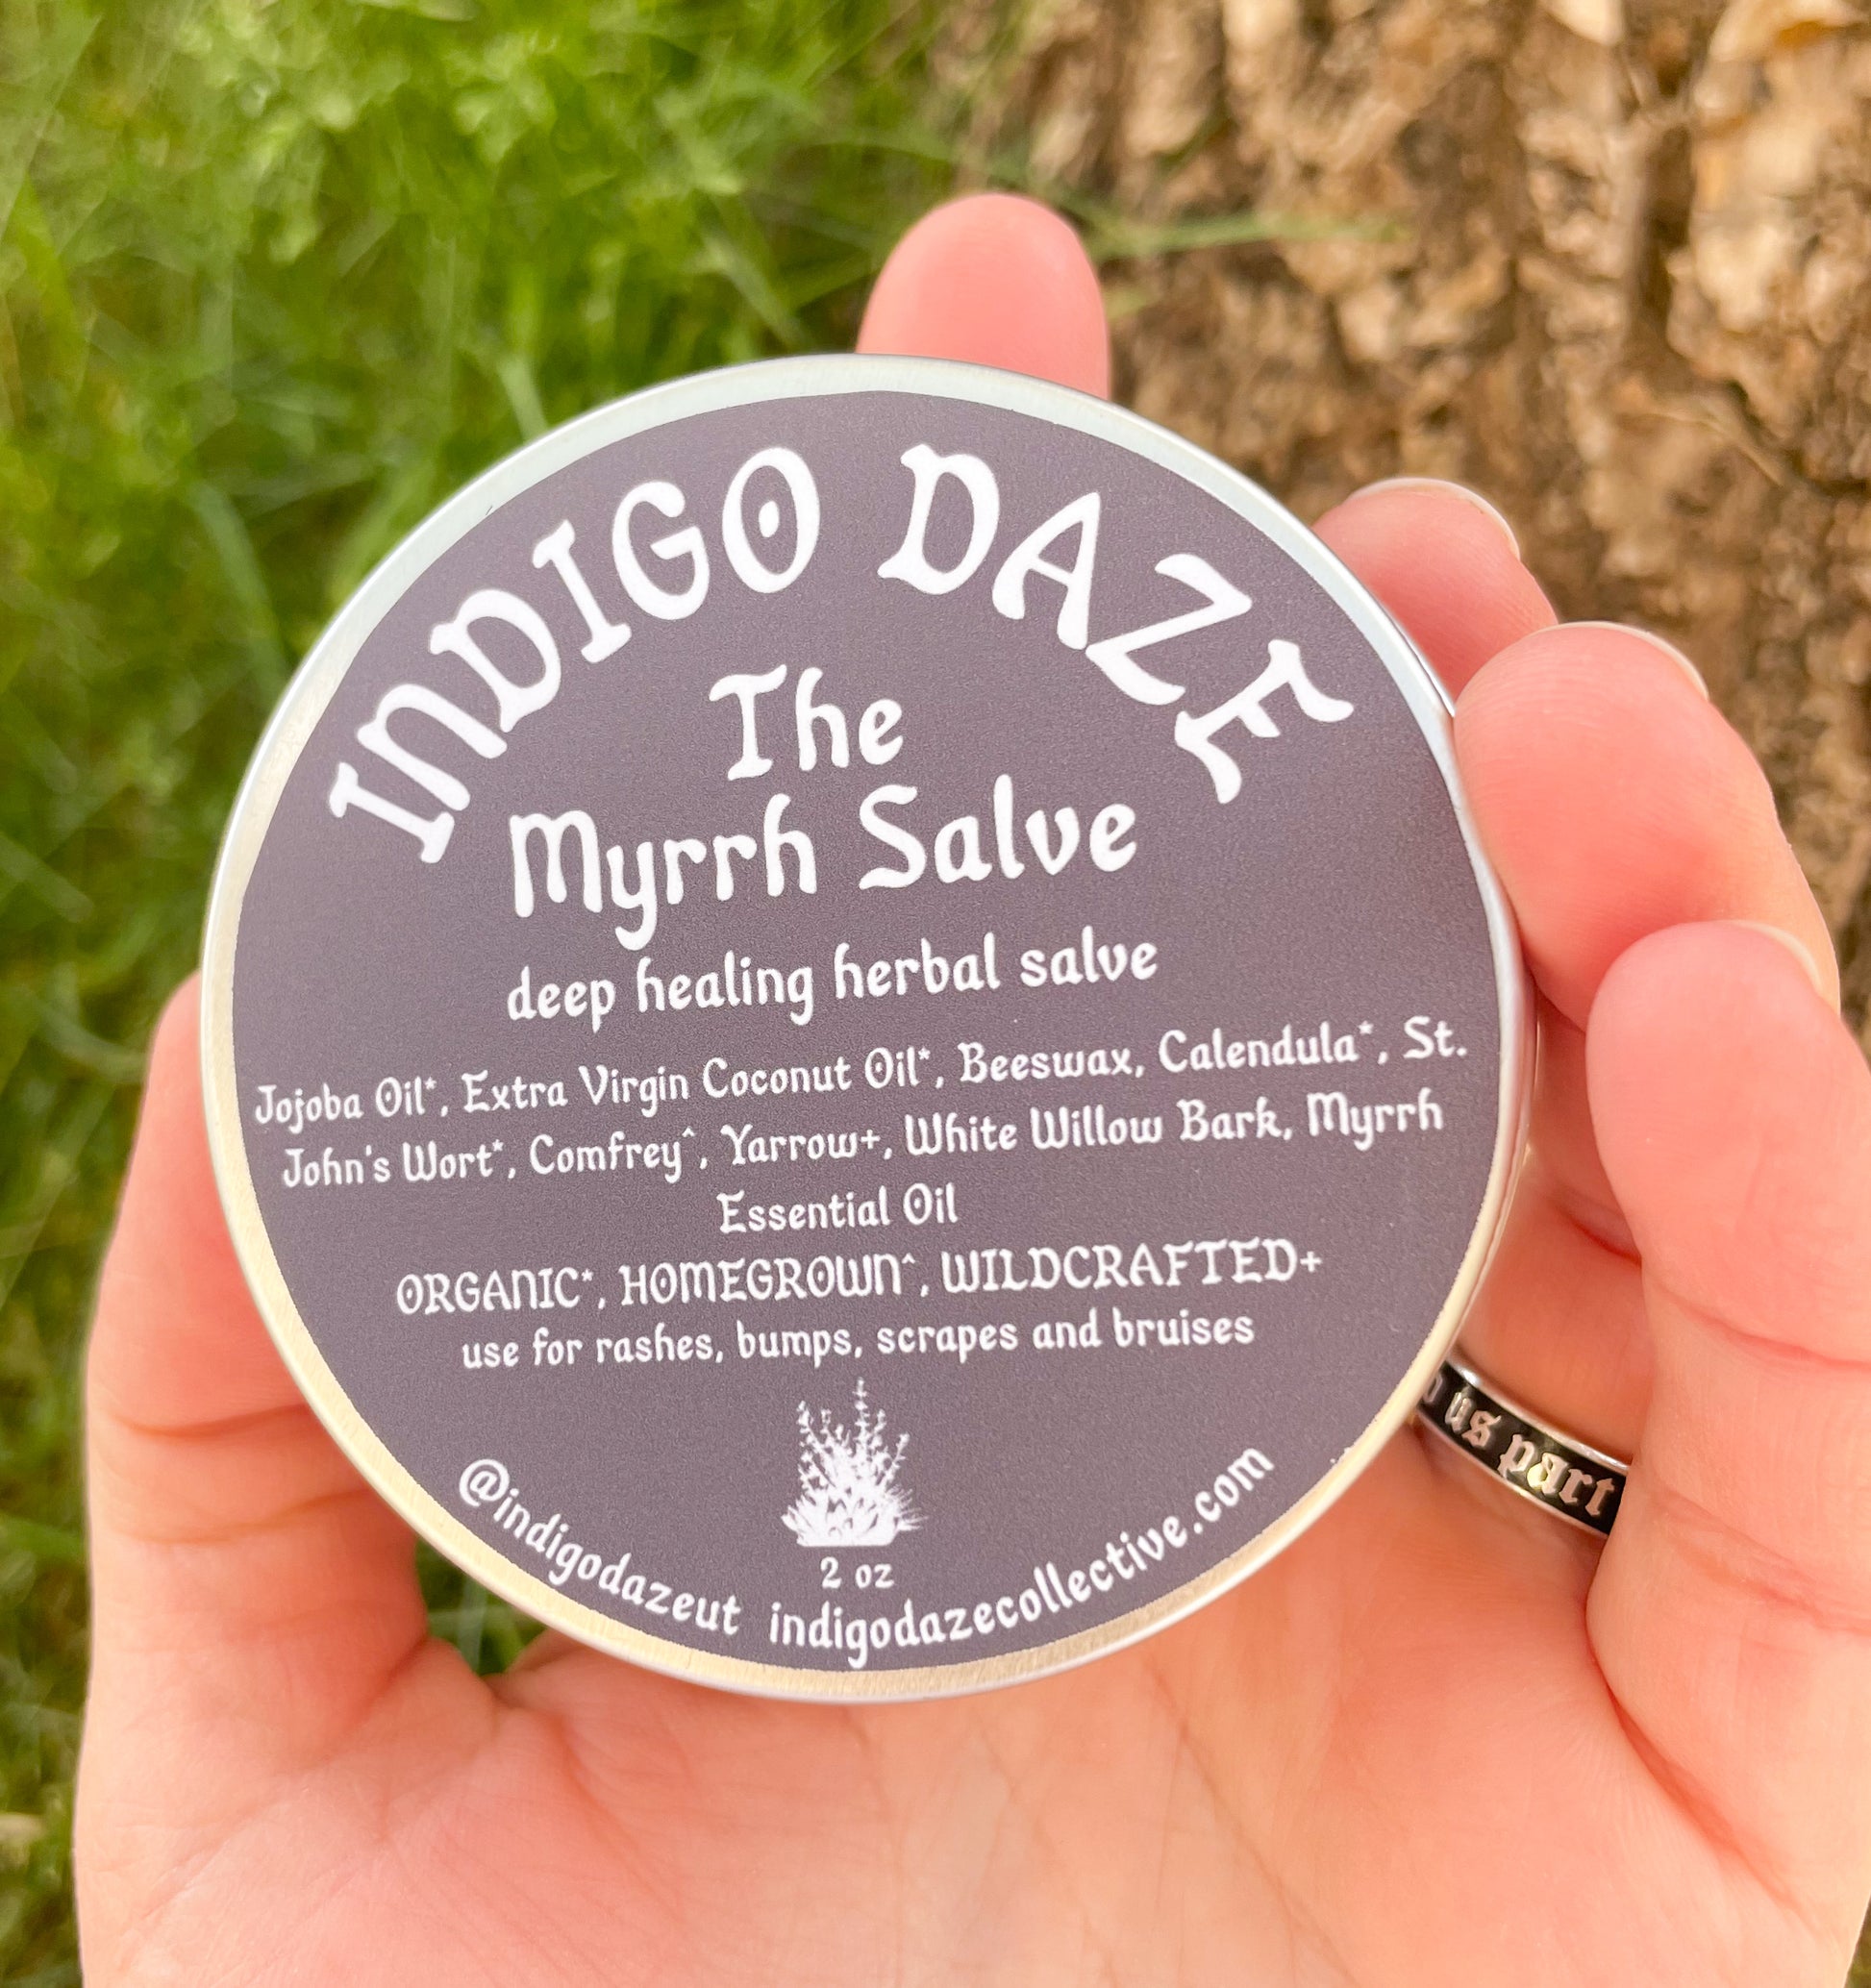 INDIGO DAZE
The
Myrrh Salve
deep healing herbal salve
Jojoba Oil*, Extra Virgin Coconut Oil*, Beeswax, Calendula*, St.
John's Wort*, Comfrey^, Yarrow+, White Willow Bark, Myrrh
Essential Oil
ORGANIC*, HOMEGROWN^, WILDCRAFTED+
use for rashes, bumps, scrapes and bruises
2 oz
@indigodazeut indigodazecollective.com
us part